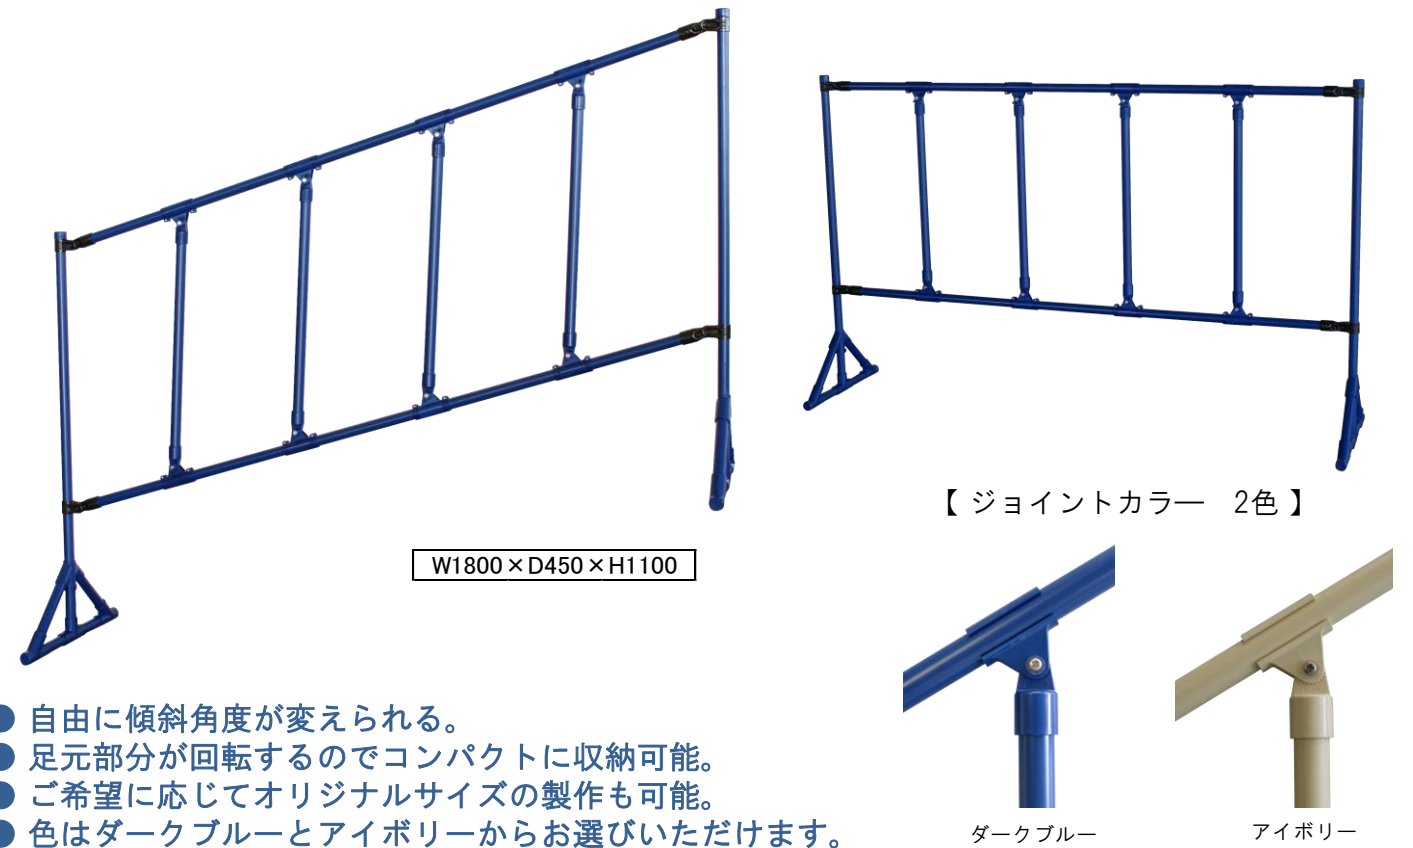 W1800×D450×H1100
【 ジョイントカラー　2色 】
ダークブルー
アイボリー
● 自由に傾斜角度が変えられる。
● 足元部分が回転するのでコンパクトに収納可能。
● ご希望に応じてオリジナルサイズの製作も可能。
● 色はダークブルーとアイボリーからお選びいただけます。